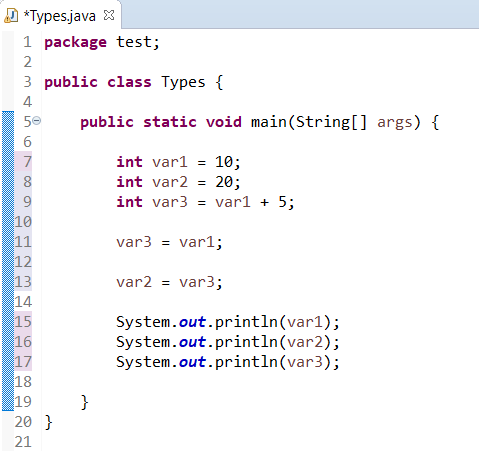 *Types.java
1 package test;
2
3 public class Types {
4
5     public static void main(String[] args) {
6
7         int var1 = 10;
8         int var2 = 20;
9         int var3 = var1 + 5;
10
11         var3 = var1;
12
13         var2 = var3;
14
15         System.out.println(var1);
16         System.out.println(var2);
17         System.out.println(var3);
18
19     }
20 }
21